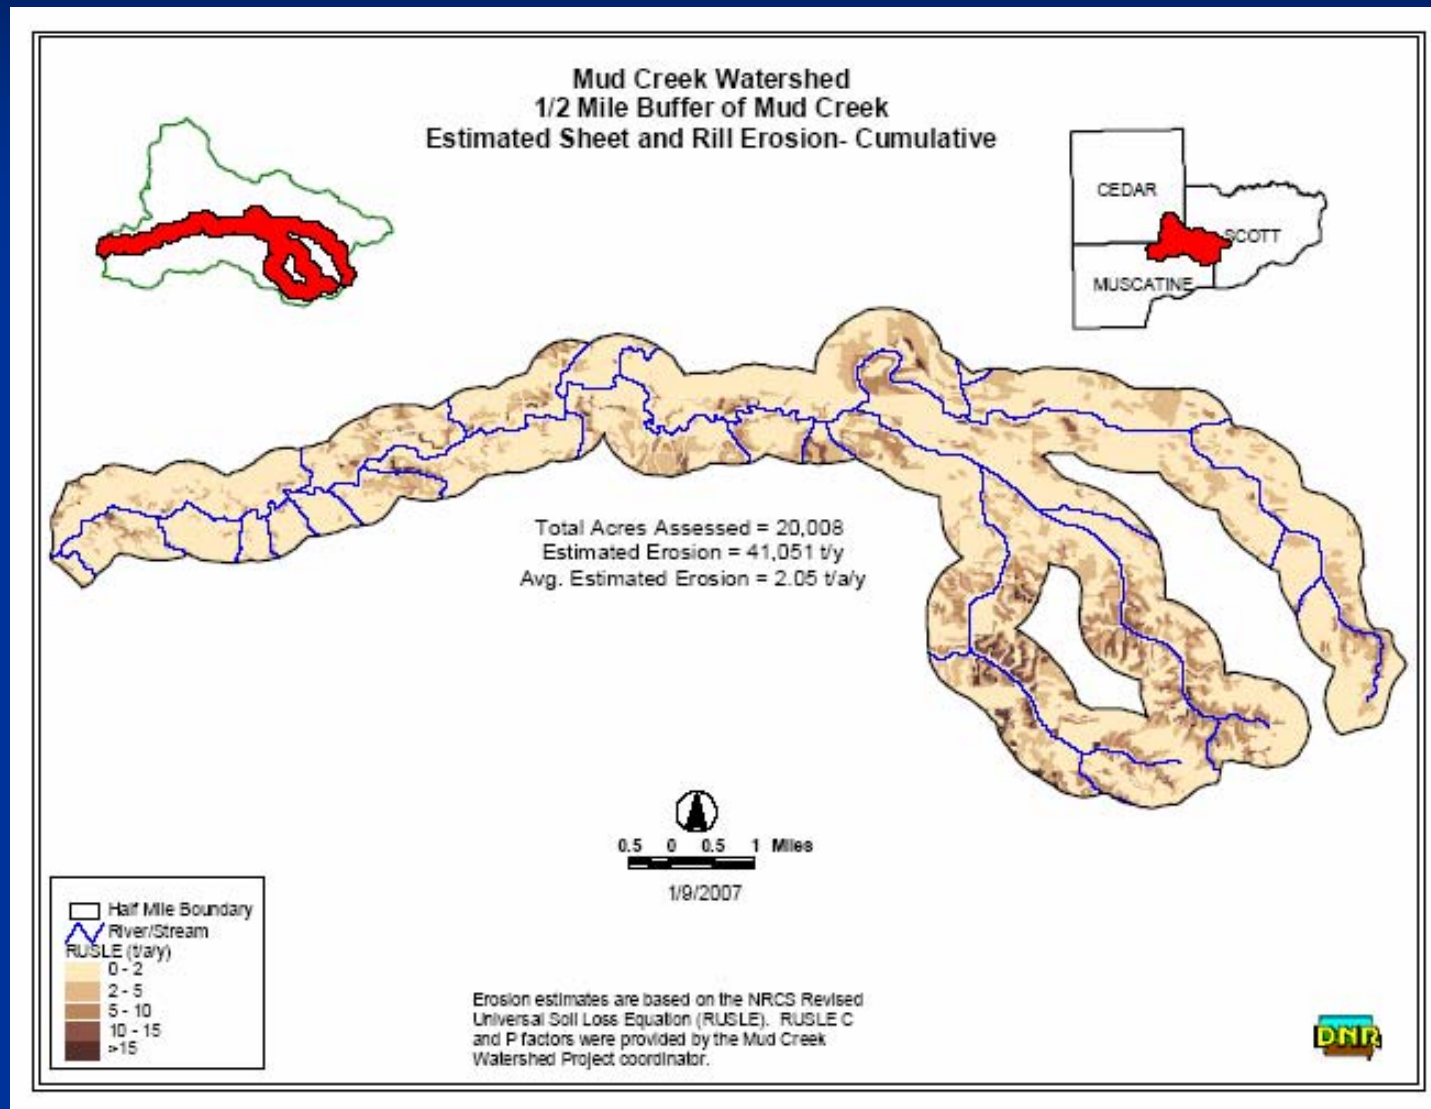 Mud Creek Watershed
1/2 Mile Buffer of Mud Creek
Estimated Sheet and Rill Erosion- Cumulative
CEDAR
SCOTT
MUSCATINE
Total Acres Assessed = 20,008
Estimated Erosion = 41,051 t/y
Avg. Estimated Erosion = 2.05 t/a/y
0.5 0 0.5 1 Miles
1/9/2007
Half Mile Boundary
River/Stream
RUSLE (t/a/y)
0 - 2
2 - 5
5 - 10
10 - 15
>15
Erosion estimates are based on the NRCS Revised
Universal Soil Loss Equation (RUSLE). RUSLE C
and P factors were provided by the Mud Creek
Watershed Project coordinator.
DNR